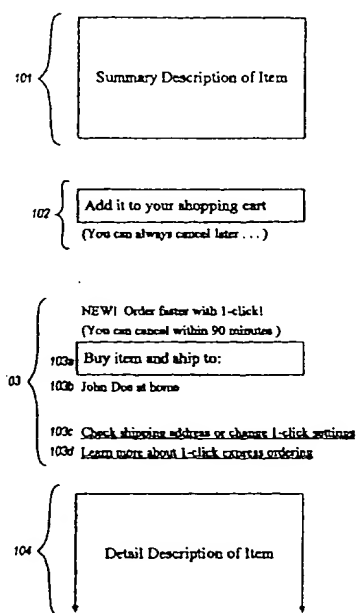 101 Summary Description of Item
102 Add it to your shopping cart
(You can always cancel later . . . )
NEW! Order faster with 1-click!
(You can cancel within 90 minutes )
103a Buy item and ship to:
03 103b John Doe at home
103c Check shipping address or change 1-click settings
103d Learn more about 1-click express ordering
104 Detail Description of Item